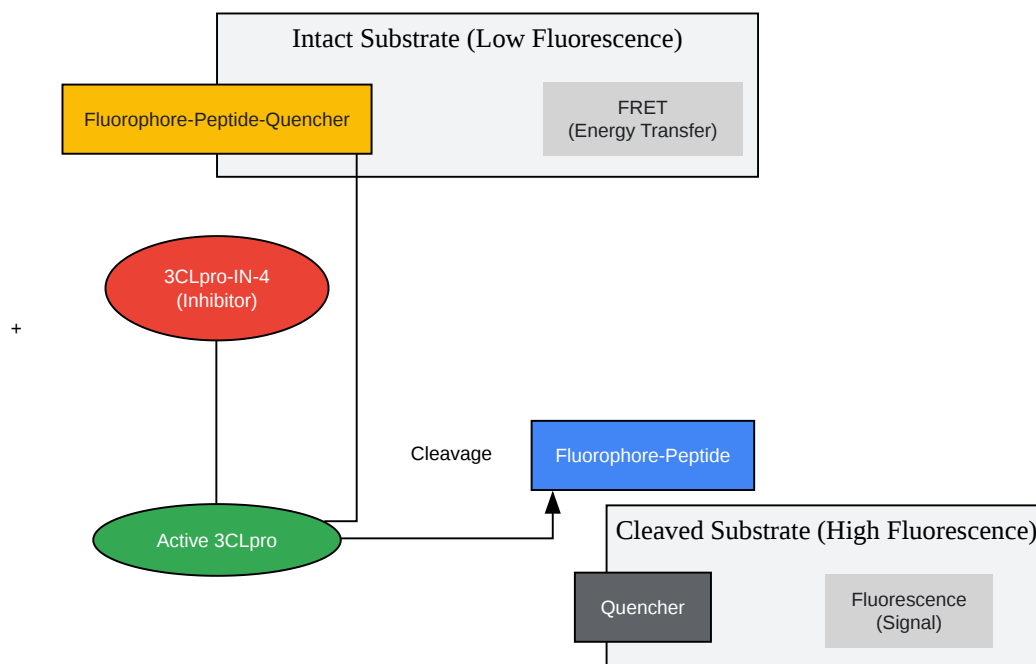 Intact Substrate (Low Fluorescence)
Fluorophore-Peptide-Quencher
FRET
(Energy Transfer)
3CLpro-IN-4
(Inhibitor)
+
Cleavage
Fluorophore-Peptide
Active 3CLpro
Cleaved Substrate (High Fluorescence)
Quencher
Fluorescence
(Signal)